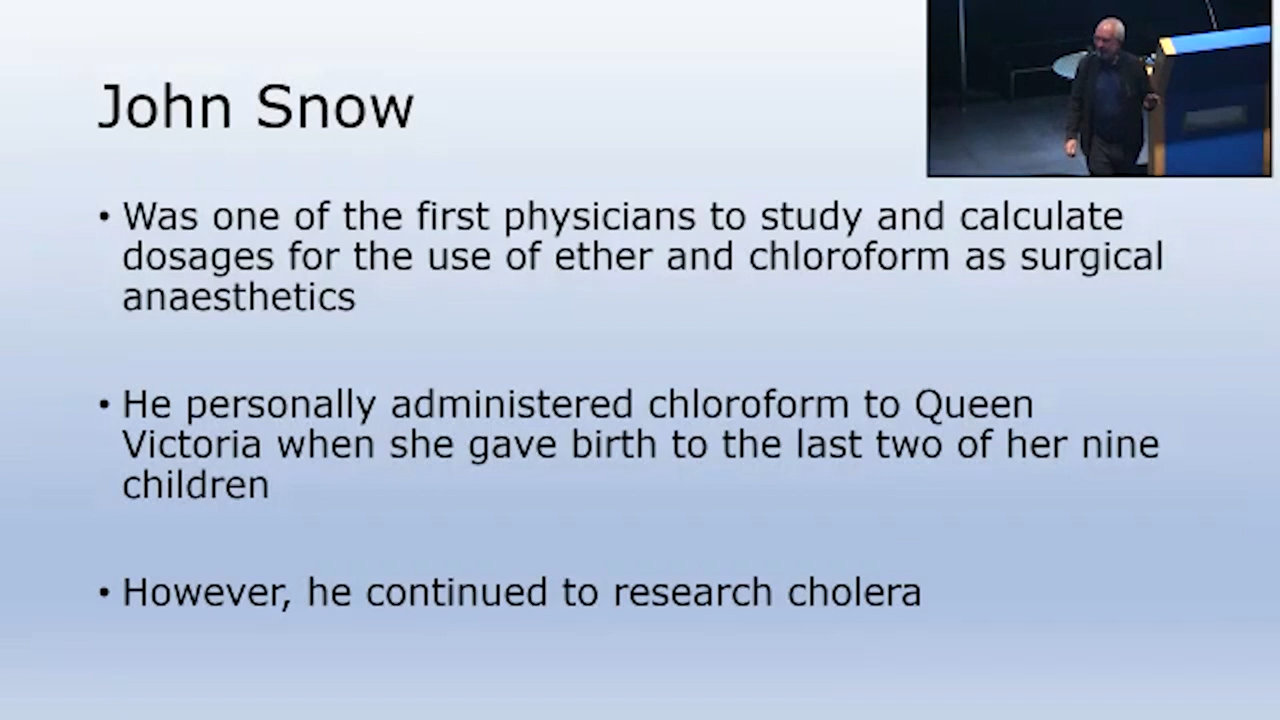 John Snow
• Was one of the first physicians to study and calculate
dosages for the use of ether and chloroform as surgical
anaesthetics
• He personally administered chloroform to Queen
Victoria when she gave birth to the last two of her nine
children
• However, he continued to research cholera